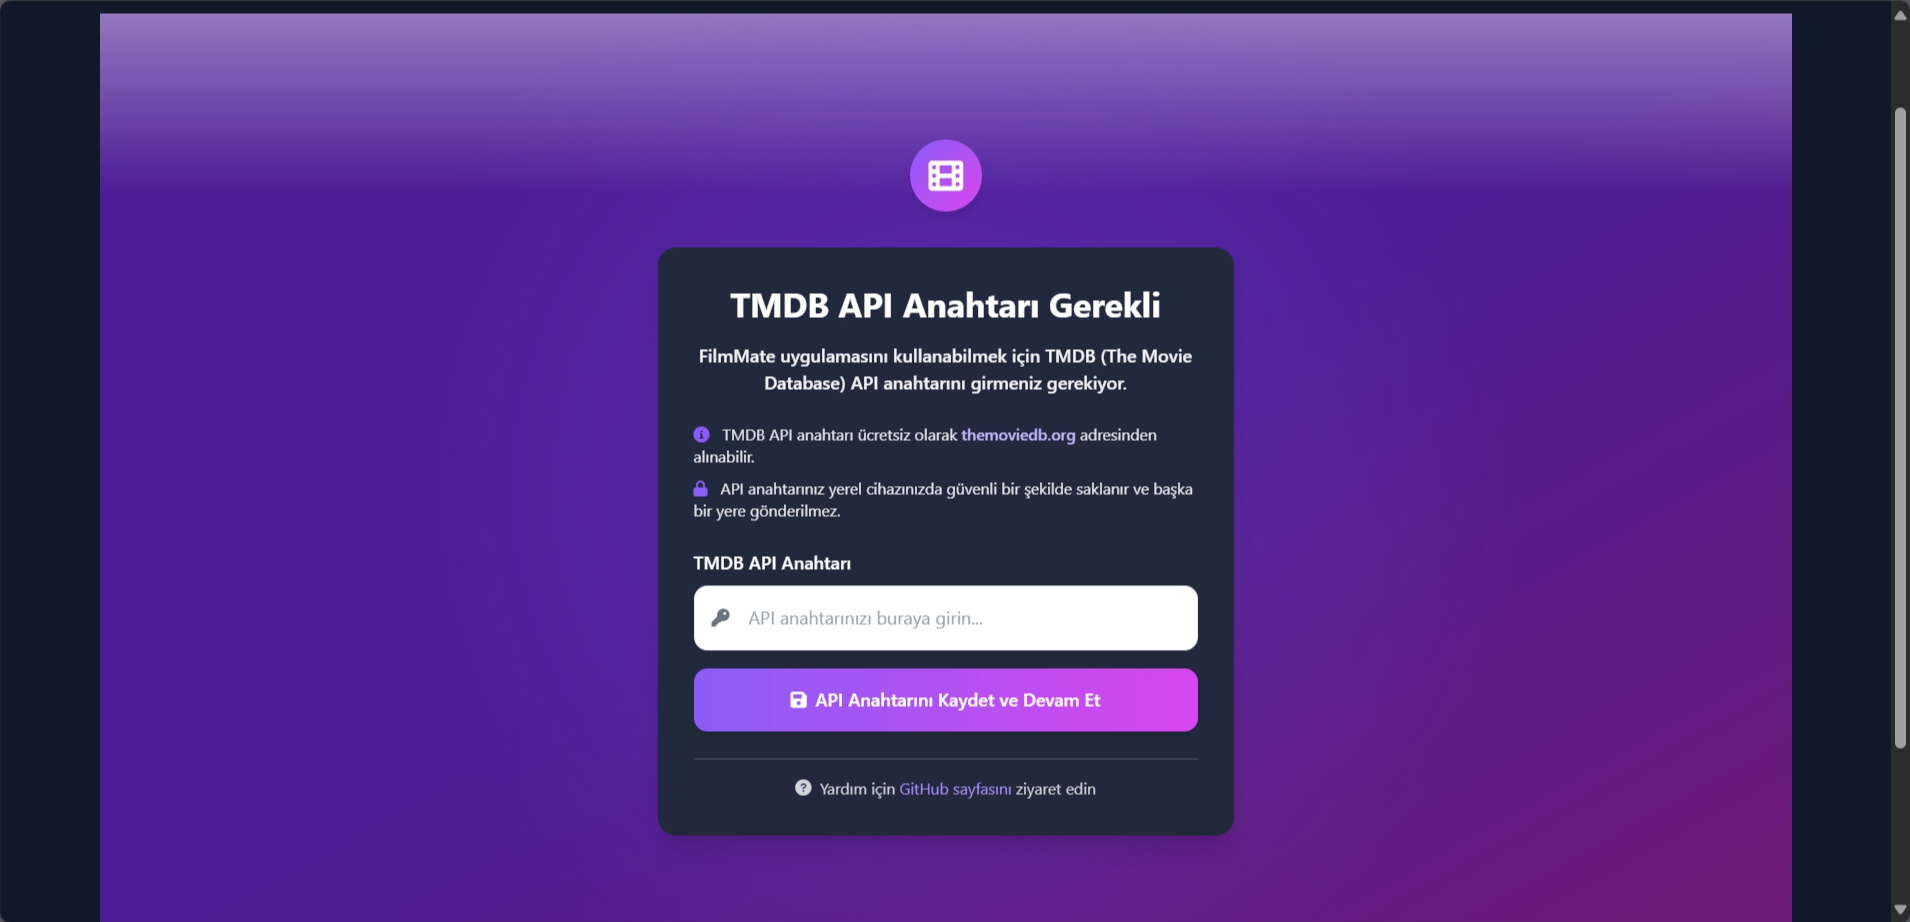 TMDB API Anahtarı Gerekli
FilmMate uygulamasını kullanabilmek için TMDB (The Movie
Database) API anahtarını girmeniz gerekiyor.
TMDB API anahtarı ücretsiz olarak themoviedb.org adresinden
alınabilir.
API anahtarınız yerel cihazınızda güvenli bir şekilde saklanır ve başka
bir yere gönderilmez.
TMDB API Anahtarı
API anahtarınızı buraya girin...
API Anahtarını Kaydet ve Devam Et
Yardım için GitHub sayfasını ziyaret edin